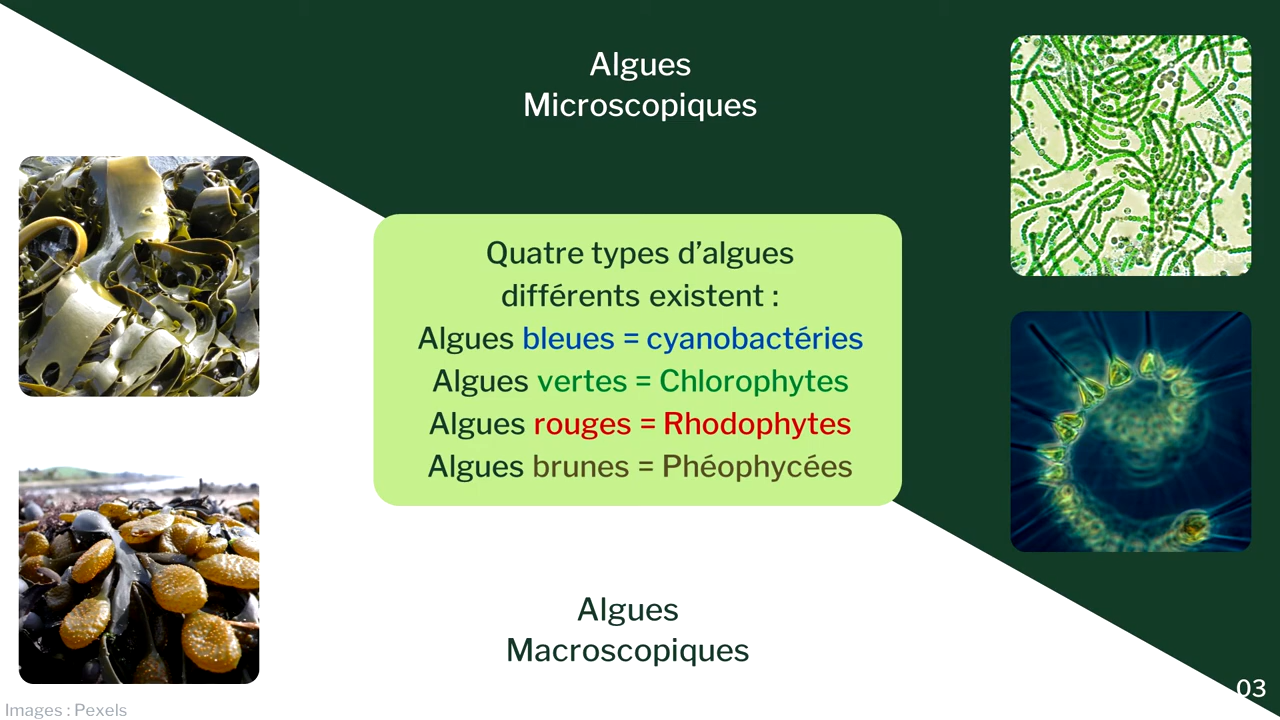 Algues
Microscopiques
Quatre types d’algues
différents existent :
Algues bleues = cyanobactéries
Algues vertes = Chlorophytes
Algues rouges = Rhodophytes
Algues brunes = Phéophycées
Algues
Macroscopiques
03
Images : Pexels